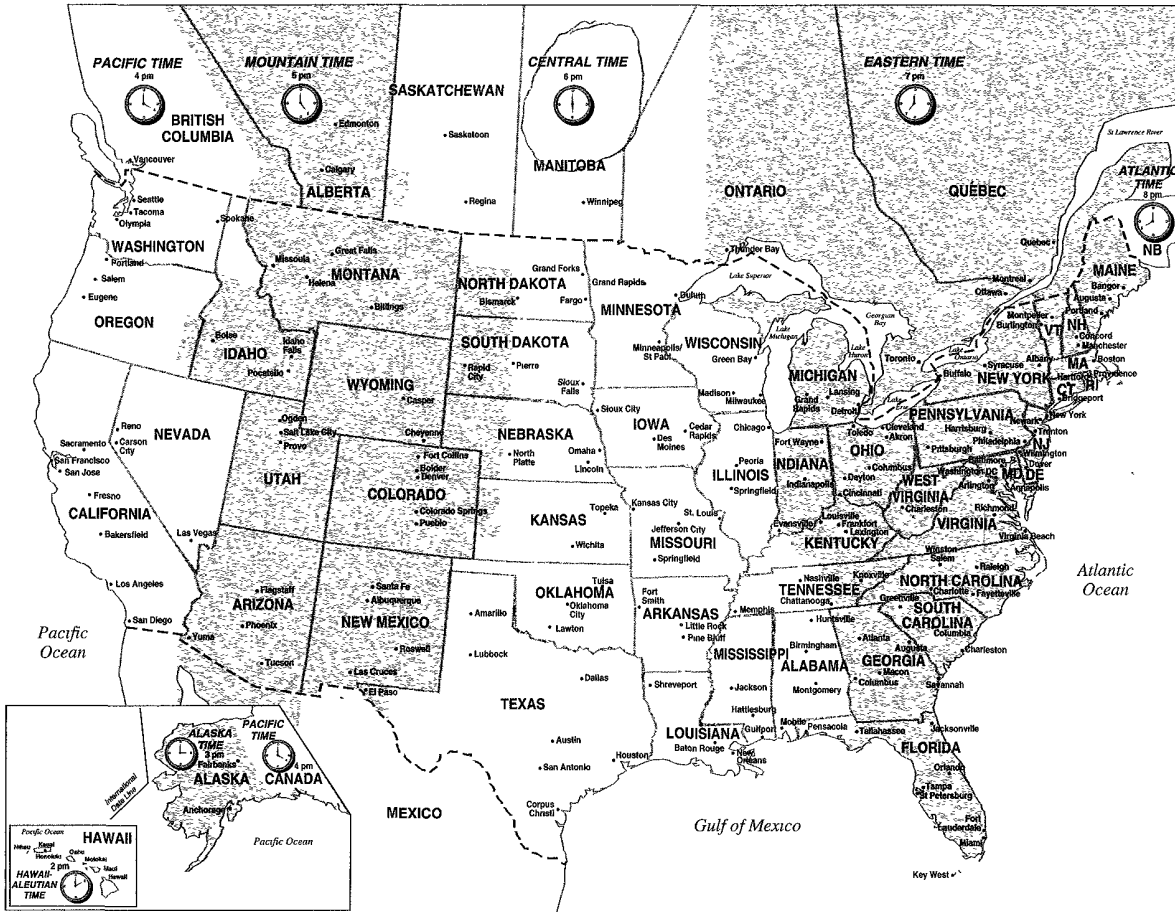 PACIFIC TIME
4 pm
MOUNTAIN TIME
5 pm
CENTRAL TIME
6 pm
EASTERN TIME
7 pm
ATLANTIC
TIME
8 pm
BRITISH
COLUMBIA
Vancouver
Edmonton
Calgary
ALBERTA
SASKATCHEWAN
Saskatoon
Regina
MANITOBA
Winnipeg
ONTARIO
Thunder Bay
Ottawa
Toronto
QUÉBEC
Quebec
Montreal
St Lawrence River
NB
Seattle
Tacoma
Olympia
Spokane
WASHINGTON
Portland
Salem
Eugene
OREGON
Missoula
Great Falls
Helena
MONTANA
Billings
Boise
IDAHO
Idaho
Falls
Pocatello
WYOMING
Casper
Cheyenne
NORTH DAKOTA
Grand Forks
Bismarck
Fargo
SOUTH DAKOTA
Rapid
City
Pierre
Sioux
Falls
NEBRASKA
North
Platte
Omaha
Lincoln
KANSAS
Topeka
Wichita
Grand Rapids
MINNESOTA
Duluth
Minneapolis/
St Paul
Lake Superior
WISCONSIN
Green Bay
Madison
Milwaukee
Lake
Michigan
Lake
Huron
Georgian
Bay
Lake
Ontario
Lake
Erie
MICHIGAN
Lansing
Grand
Rapids
Detroit
IOWA
Sioux City
Cedar
Rapids
Des
Moines
ILLINOIS
Chicago
Peoria
Springfield
INDIANA
Fort Wayne
Indianapolis
Evansville
OHIO
Toledo
Cleveland
Akron
Columbus
Dayton
Cincinnati
PENNSYLVANIA
Harrisburg
Pittsburgh
Philadelphia
NEW YORK
Buffalo
Syracuse
Albany
New York
MAINE
Bangor
Augusta
Portland
VT
Montpelier
Burlington
NH
Concord
Manchester
MA
Boston
Providence
RI
CT
Hartford
Bridgeport
Newark
Trenton
NJ
Wilmington
Dover
MD
DE
Baltimore
Annapolis
Washington DC
Arlington
WEST
VIRGINIA
Charleston
VIRGINIA
Richmond
Virginia Beach
KENTUCKY
Louisville
Frankfort
Lexington
MISSOURI
Kansas City
St. Louis
Jefferson City
Springfield
NEVADA
Reno
Carson
City
Las Vegas
CALIFORNIA
Sacramento
San Francisco
San Jose
Fresno
Bakersfield
Los Angeles
San Diego
UTAH
Ogden
Salt Lake City
Provo
COLORADO
Fort Collins
Bolder
Denver
Colorado Springs
Pueblo
ARIZONA
Flagstaff
Phoenix
Yuma
Tucson
NEW MEXICO
Santa Fe
Albuquerque
Roswell
Las Cruces
El Paso
OKLAHOMA
Tulsa
Oklahoma
City
Lawton
TEXAS
Amarillo
Lubbock
Dallas
Austin
San Antonio
Houston
Corpus
Christi
ARKANSAS
Fort
Smith
Little Rock
Pine Bluff
LOUISIANA
Shreveport
Baton Rouge
New
Orleans
MISSISSIPPI
Jackson
Hattiesburg
Gulfport
ALABAMA
Huntsville
Birmingham
Montgomery
Mobile
TENNESSEE
Memphis
Nashville
Chattanooga
Knoxville
NORTH CAROLINA
Winston
Salem
Raleigh
Charlotte
Fayetteville
SOUTH
CAROLINA
Greenville
Columbia
Charleston
GEORGIA
Atlanta
Augusta
Macon
Columbus
Savannah
FLORIDA
Pensacola
Tallahassee
Jacksonville
Orlando
Tampa
St Petersburg
Fort
Lauderdale
Miami
Key West
Pacific
Ocean
Atlantic
Ocean
Gulf of Mexico
MEXICO
ALASKA
TIME
3 pm
Fairbanks
ALASKA
Anchorage
PACIFIC
TIME
4 pm
CANADA
International
Date Line
Pacific Ocean
Pacific Ocean
HAWAII
Nihau
Kauai
Honolulu
Oahu
Molokai
Maui
Hawaii
2 pm
HAWAII-
ALEUTIAN
TIME